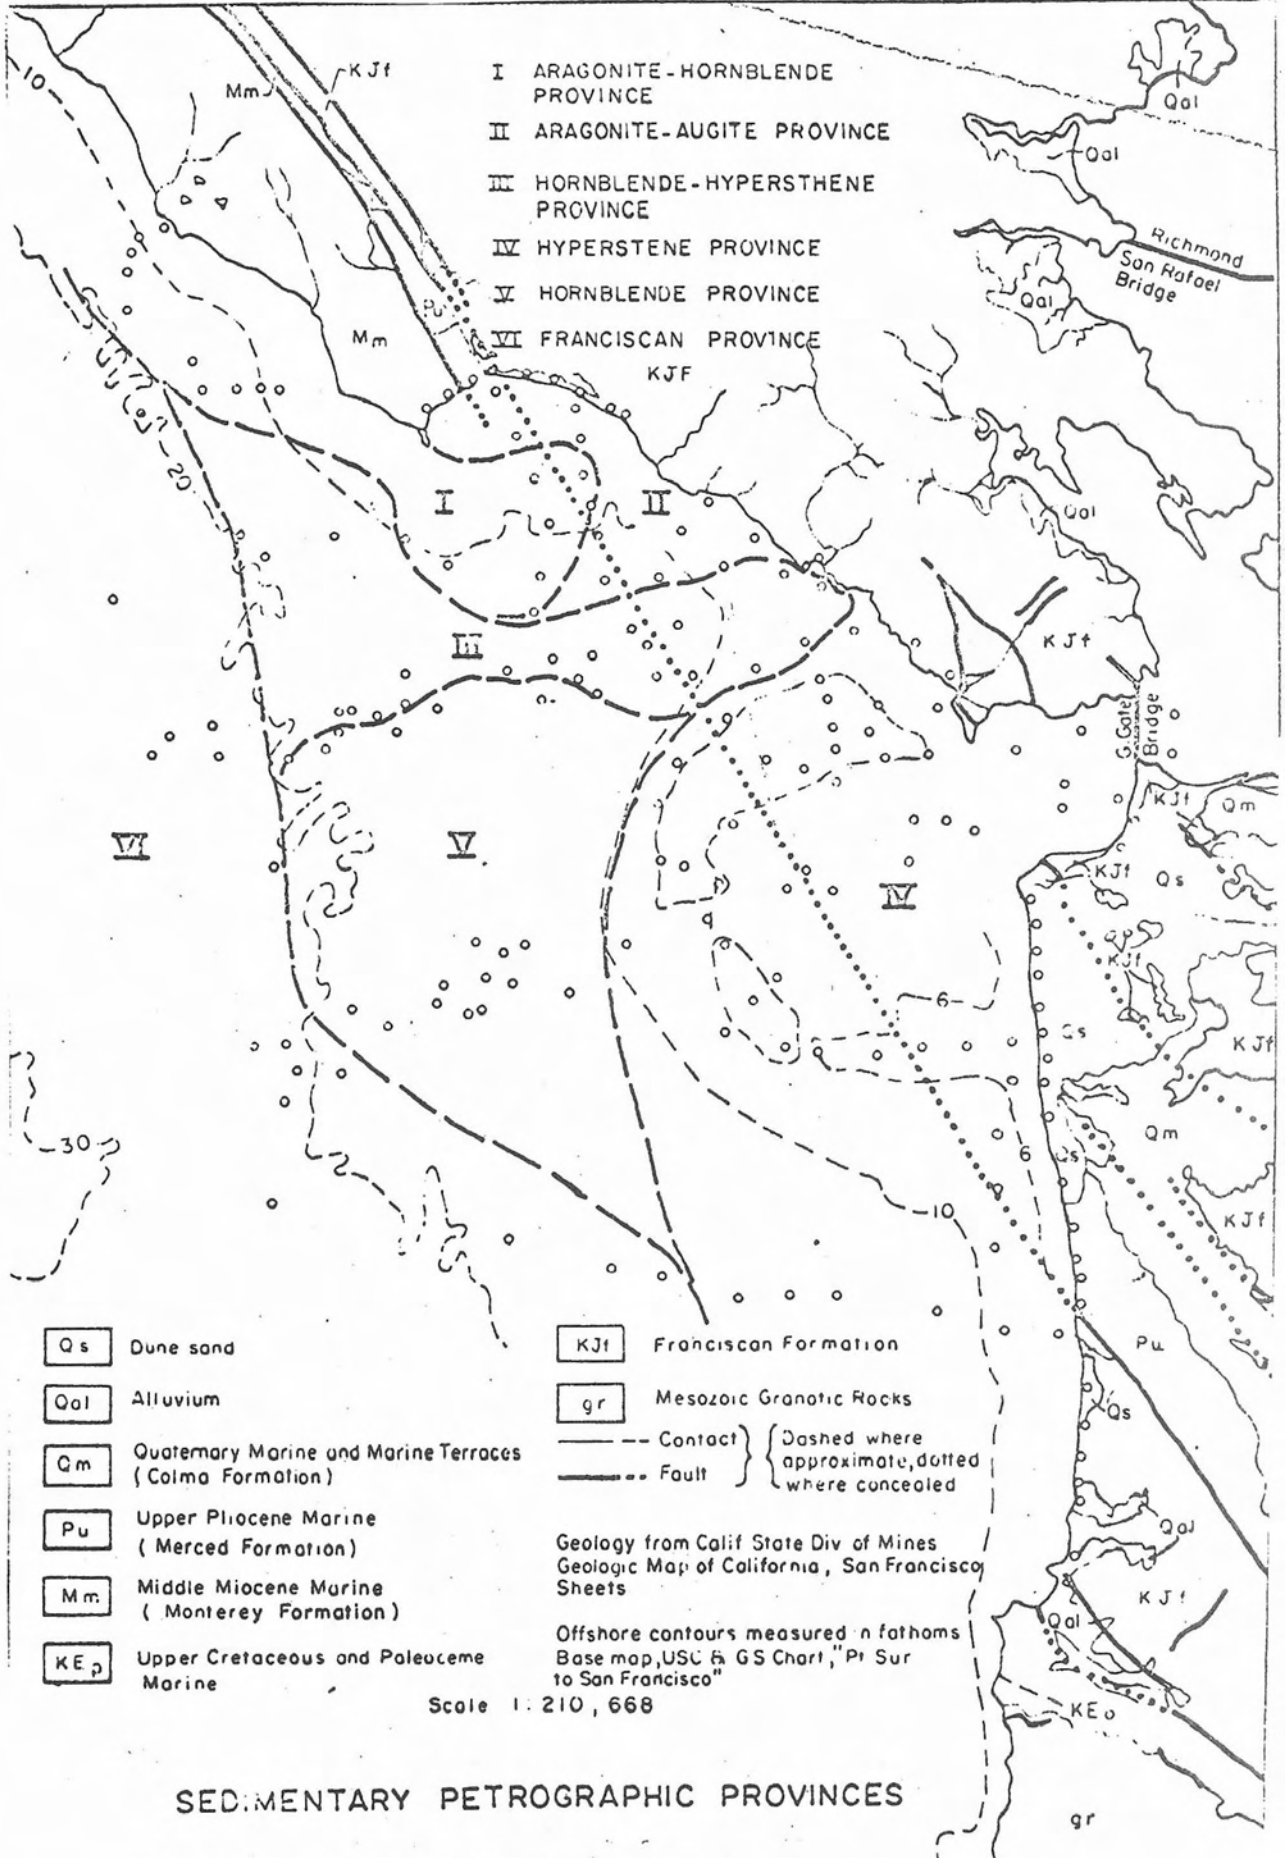 10
Mm
KJf
I ARAGONITE-HORNBLENDE
PROVINCE
II ARAGONITE-AUGITE PROVINCE
III HORNBLENDE-HYPERSTHENE
PROVINCE
IV HYPERSTENE PROVINCE
V HORNBLENDE PROVINCE
VI FRANCISCAN PROVINCE
KJF
Qal
Qal
Richmond
San Rafael
Bridge
Qal
Pu
Mm
20
I
II
Qal
III
KJf
G.Gate
Bridge
KJf
Qm
VI
V
IV
KJf
Qs
KJf
6
Qs
KJf
30
Qm
6
Qs
10
KJf
Pu
Qs
Qs Dune sand
Qal Alluvium
Qm Quaternary Marine and Marine Terraces
(Colma Formation)
Pu Upper Pliocene Marine
( Merced Formation)
Mm Middle Miocene Marine
( Monterey Formation)
KEp Upper Cretaceous and Paleoceme
Marine
KJf Franciscan Formation
gr Mesozoic Granotic Rocks
Contact
Fault
Dashed where
approximate, dotted
where concealed
Geology from Calif State Div of Mines
Geologic Map of California, San Francisco
Sheets
Offshore contours measured in fathoms
Base map, USC & GS Chart, "Pt Sur
to San Francisco"
Scale 1:210,668
Qal
KJf
Qal
KEp
gr
SEDIMENTARY PETROGRAPHIC PROVINCES